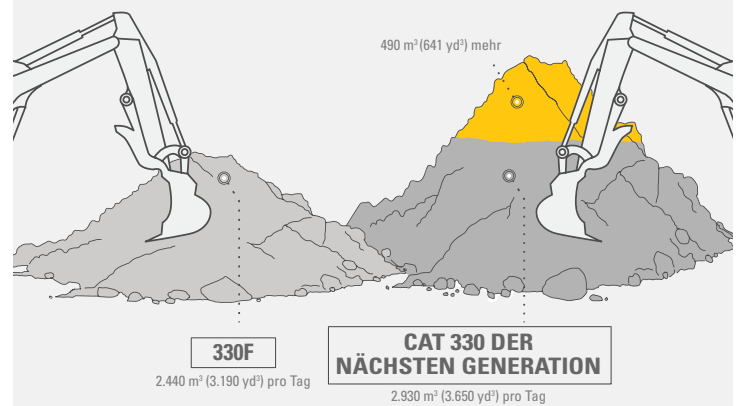 490 m³ (641 yd³) mehr
330F
2.440 m³ (3.190 yd³) pro Tag
CAT 330 DER
NÄCHSTEN GENERATION
2.930 m³ (3.650 yd³) pro Tag